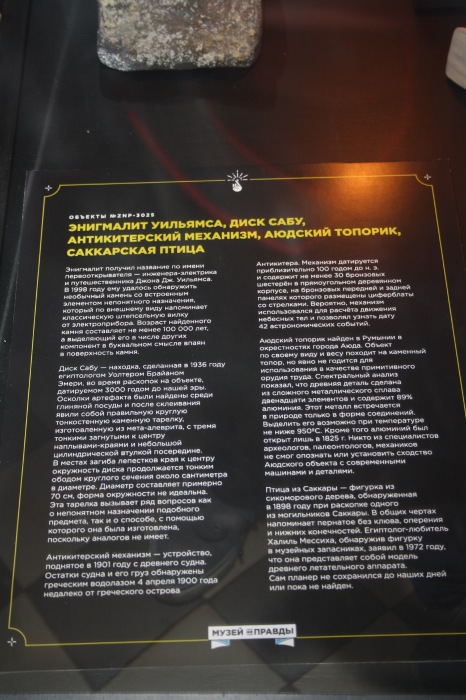 ОБЪЕКТЫ №ZNP-3025
ЭНИГМАЛИТ УИЛЬЯМСА, ДИСК САБУ,
АНТИКИТЕРСКИЙ МЕХАНИЗМ, АЮДСКИЙ ТОПОРИК,
САККАРСКАЯ ПТИЦА
Энигмалит получил название по имени
первооткрывателя — инженера-электрика
и путешественника Джона Дж. Уильямса.
В 1998 году ему удалось обнаружить
необычный камень со встроенным
элементом непонятного назначения,
который по внешнему виду напоминает
классическую штепсельную вилку
от электроприбора. Возраст найденного
камня составляет не менее 100 000 лет,
а выделяющий его в числе других
компонент в буквальном смысле впаян
в поверхность камня.
Диск Сабу — находка, сделанная в 1936 году
египтологом Уолтером Брайаном
Эмери, во время раскопок на объекте,
датируемом 3000 годом до нашей эры.
Осколки артефакта были найдены среди
глиняной посуды и после склеивания
явили собой правильную круглую
тонкостенную каменную тарелку,
изготовленную из мета-алеверита, с тремя
тонкими загнутыми к центру
наплывами-краями и небольшой
цилиндрической втулкой посередине.
В местах загиба лепестков края к центру
окружность диска продолжается тонким
ободом круглого сечения около сантиметра
в диаметре. Диаметр составляет примерно
70 см, форма окружности не идеальна.
Эта тарелка вызывает ряд вопросов как
о непонятном назначении подобного
предмета, так и о способе, с помощью
которого она была изготовлена,
поскольку аналогов не имеет.
Антикитерский механизм — устройство,
поднятое в 1901 году с древнего судна.
Остатки судна и его груз обнаружены
греческим водолазом 4 апреля 1900 года
недалеко от греческого острова
Антикитера. Механизм датируется
приблизительно 100 годом до н. э.
и содержит не менее 30 бронзовых
шестерён в прямоугольном деревянном
корпусе, на бронзовых передней и задней
панелях которого размещены циферблаты
со стрелками. Вероятно, механизм
использовался для расчёта движения
небесных тел и позволял узнать дату
42 астрономических событий.
Аюдский топорик найден в Румынии в
окрестностях города Аюда. Объект
по своему виду и весу походит на каменный
топор, но явно не годится для
использования в качестве примитивного
орудия труда. Спектральный анализ
показал, что древняя деталь сделана
из сложного металлического сплава
двенадцати элементов и содержит 89%
алюминия. Этот металл встречается
в природе только в форме соединений.
Выделить его возможно при температуре
не ниже 950°С. Кроме того алюминий был
открыт лишь в 1825 г. Никто из специалистов
археологов, палеонтологов, механиков
не смог опознать или установить сходство
Аюдского объекта с современными
машинами и деталями.
Птица из Саккары — фигурка из
сикоморового дерева, обнаруженная
в 1898 году при раскопке одного
из могильников Саккары. В общих чертах
напоминает пернатое без клюва, оперения
и нижних конечностей. Египтолог-любитель
Халиль Мессиха, обнаружив фигурку
в музейных запасниках, заявил в 1972 году,
что она представляет собой модель
древнего летательного аппарата.
Сам планер не сохранился до наших дней
или пока не найден.
МУЗЕЙ НЕПРАВДЫ